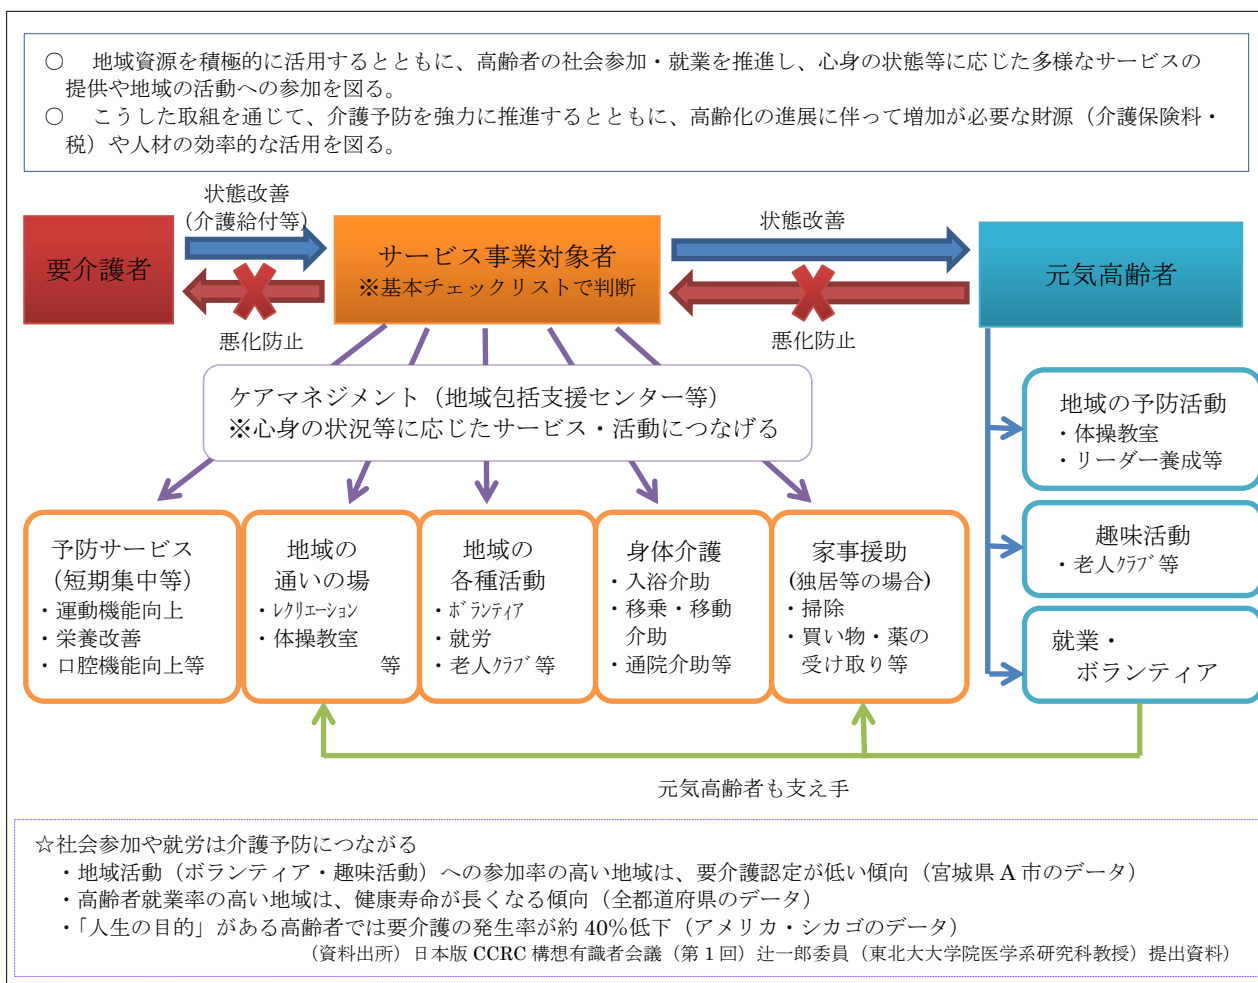 ○　地域資源を積極的に活用するとともに、高齢者の社会参加・就業を推進し、心身の状態等に応じた多様なサービスの
提供や地域の活動への参加を図る。
○　こうした取組を通じて、介護予防を強力に推進するとともに、高齢化の進展に伴って増加が必要な財源（介護保険料・
税）や人材の効率的な活用を図る。
状態改善
(介護給付等)
状態改善
要介護者
サービス事業対象者
※基本チェックリストで判断
元気高齢者
悪化防止
悪化防止
ケアマネジメント（地域包括支援センター等）
※心身の状況等に応じたサービス・活動につなげる
予防サービス
(短期集中等)
・運動機能向上
・栄養改善
・口腔機能向上等
地域の
通いの場
・ﾚｸﾘｴｰｼｮﾝ
・体操教室
等
地域の
各種活動
・ﾎﾞﾗﾝﾃｨｱ
・就労
・老人ｸﾗﾌﾞ等
身体介護
・入浴介助
・移乗・移動
介助
・通院介助等
家事援助
(独居等の場合)
・掃除
・買い物・薬の
受け取り等
地域の予防活動
・体操教室
・リーダー養成等
趣味活動
・老人ｸﾗﾌﾞ等
就業・
ボランティア
元気高齢者も支え手
☆社会参加や就労は介護予防につながる
・地域活動（ボランティア・趣味活動）への参加率の高い地域は、要介護認定が低い傾向（宮城県 A 市のデータ）
・高齢者就業率の高い地域は、健康寿命が長くなる傾向（全都道府県のデータ）
・「人生の目的」がある高齢者では要介護の発生率が約 40%低下（アメリカ・シカゴのデータ）
（資料出所）日本版 CCRC 構想有識者会議（第 1 回）辻一郎委員（東北大大学院医学系研究科教授）提出資料）